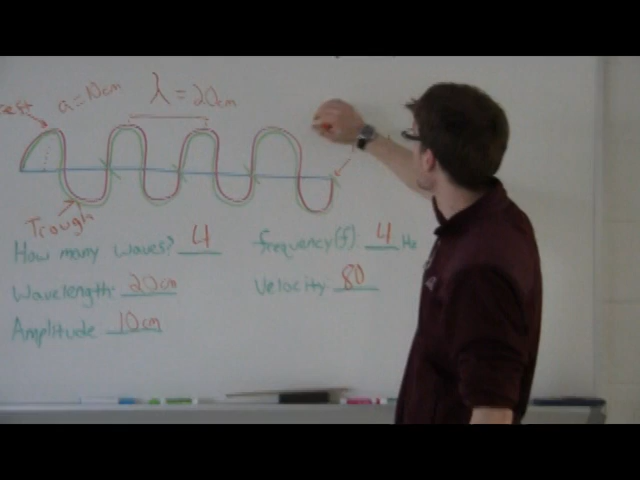 a=10cm
λ = 20cm
Trough
How many waves? 4
frequency(f): 4 Hz
Wavelength: 20cm
Velocity: 80
Amplitude 10cm